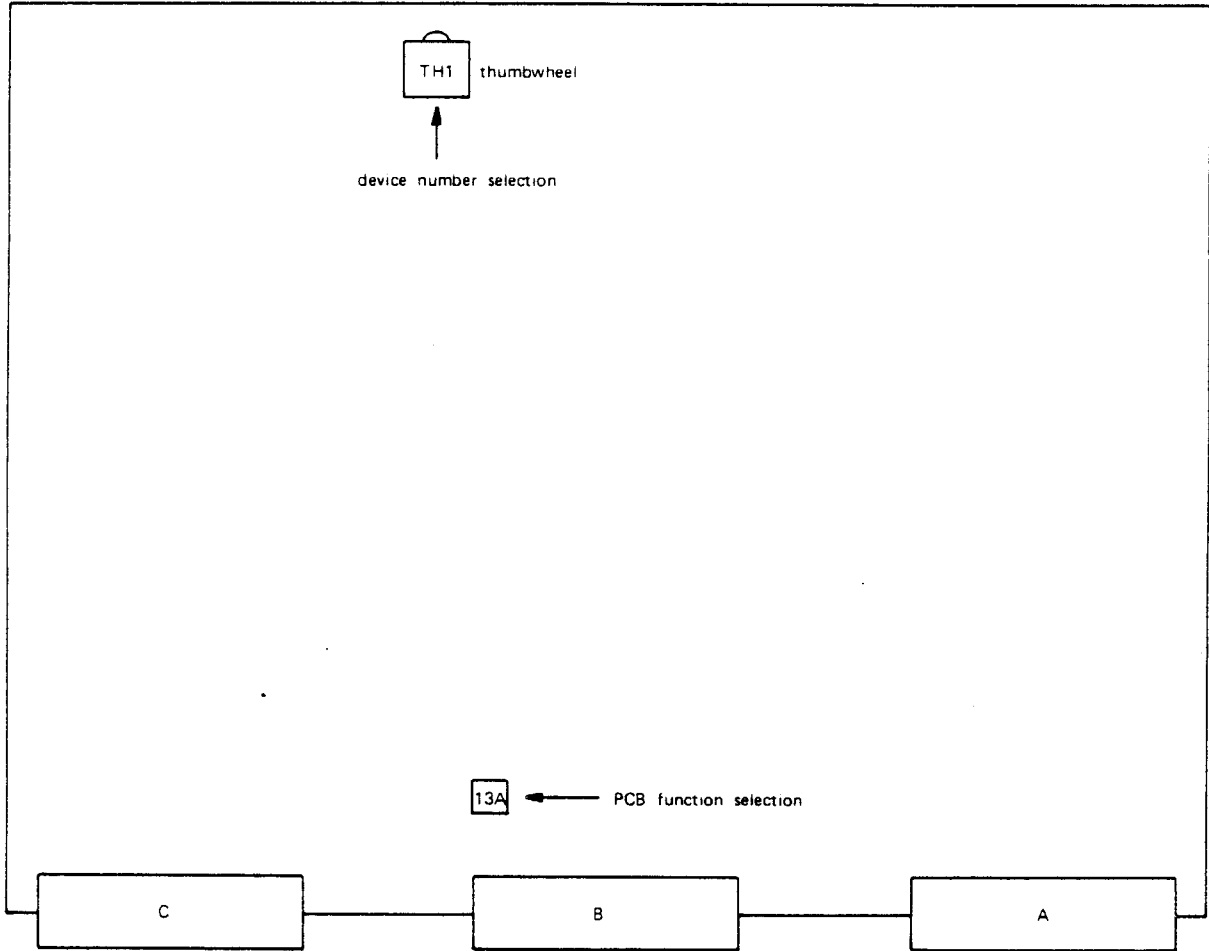 TH1 thumbwheel
device number selection
13A PCB function selection
C B A